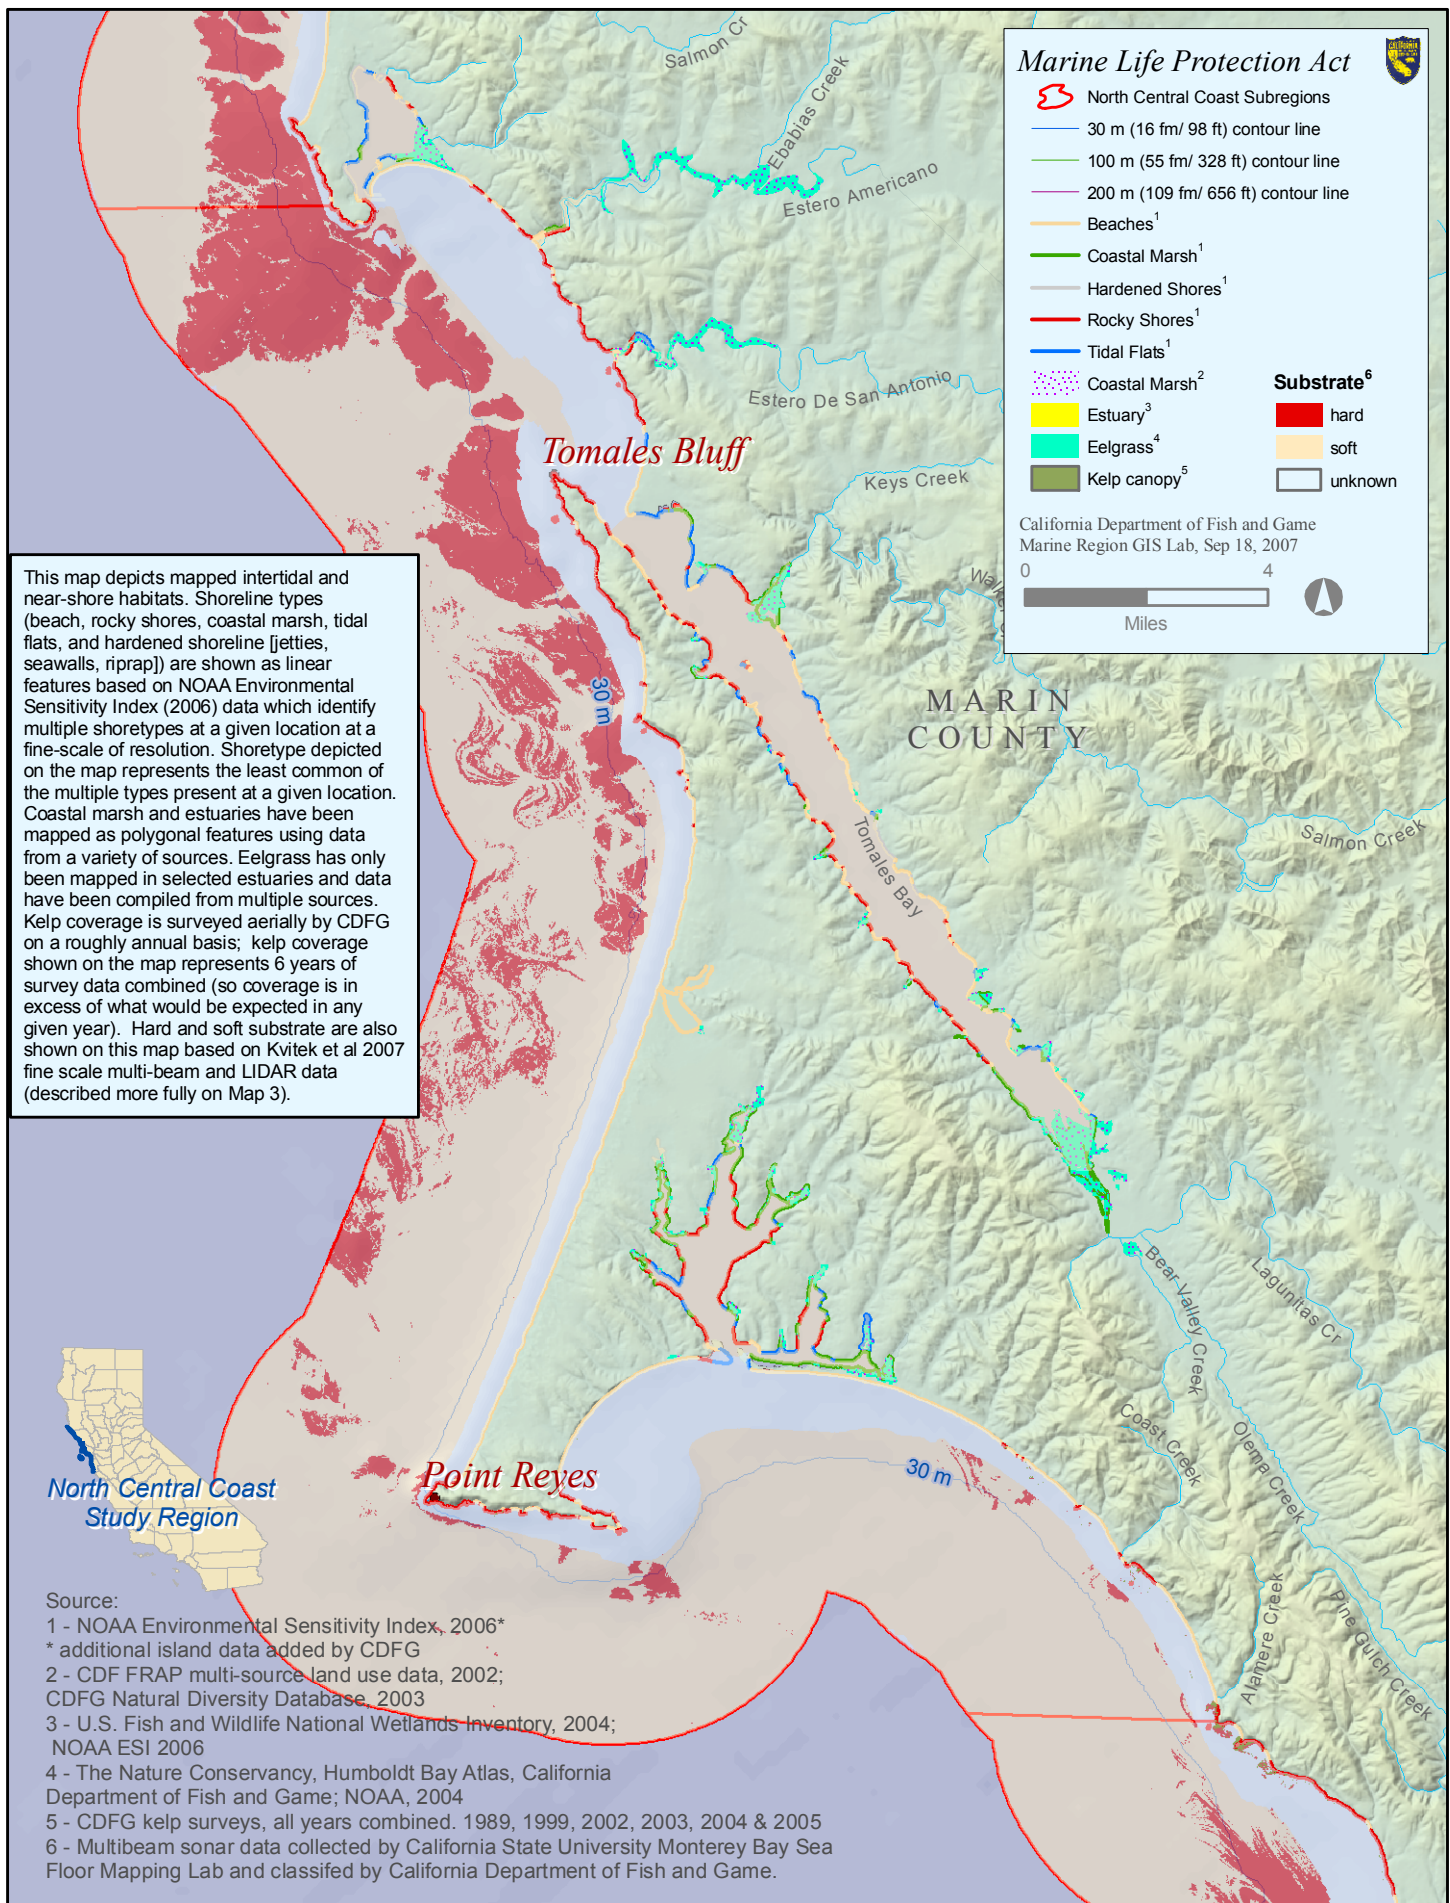 Marine Life Protection Act
CALIFORNIA
North Central Coast Subregions
30 m (16 fm/ 98 ft) contour line
100 m (55 fm/ 328 ft) contour line
200 m (109 fm/ 656 ft) contour line
Beaches1
Coastal Marsh1
Hardened Shores1
Rocky Shores1
Tidal Flats1
Coastal Marsh2
Estuary3
Eelgrass4
Kelp canopy5
Substrate6
hard
soft
unknown
California Department of Fish and Game
Marine Region GIS Lab, Sep 18, 2007
0 4
Miles
Salmon Cr
Ebabias Creek
Estero Americano
Estero De San Antonio
Tomales Bluff
Keys Creek
Walker
This map depicts mapped intertidal and
near-shore habitats. Shoreline types
(beach, rocky shores, coastal marsh, tidal
flats, and hardened shoreline [jetties,
seawalls, riprap]) are shown as linear
features based on NOAA Environmental
Sensitivity Index (2006) data which identify
multiple shoretypes at a given location at a
fine-scale of resolution. Shoretype depicted
on the map represents the least common of
the multiple types present at a given location.
Coastal marsh and estuaries have been
mapped as polygonal features using data
from a variety of sources. Eelgrass has only
been mapped in selected estuaries and data
have been compiled from multiple sources.
Kelp coverage is surveyed aerially by CDFG
on a roughly annual basis; kelp coverage
shown on the map represents 6 years of
survey data combined (so coverage is in
excess of what would be expected in any
given year). Hard and soft substrate are also
shown on this map based on Kvitek et al 2007
fine scale multi-beam and LIDAR data
(described more fully on Map 3).
30 m
MARIN
COUNTY
Tomales Bay
Salmon Creek
Bear Valley Creek
Lagunitas Cr
Coast Creek
Olema Creek
Alamere Creek
Pine Gulch Creek
30 m
Point Reyes
North Central Coast
Study Region
Source:
1 - NOAA Environmental Sensitivity Index, 2006*
* additional island data added by CDFG
2 - CDF FRAP multi-source land use data, 2002;
CDFG Natural Diversity Database, 2003
3 - U.S. Fish and Wildlife National Wetlands Inventory, 2004;
NOAA ESI 2006
4 - The Nature Conservancy, Humboldt Bay Atlas, California
Department of Fish and Game; NOAA, 2004
5 - CDFG kelp surveys, all years combined. 1989, 1999, 2002, 2003, 2004 & 2005
6 - Multibeam sonar data collected by California State University Monterey Bay Sea
Floor Mapping Lab and classifed by California Department of Fish and Game.